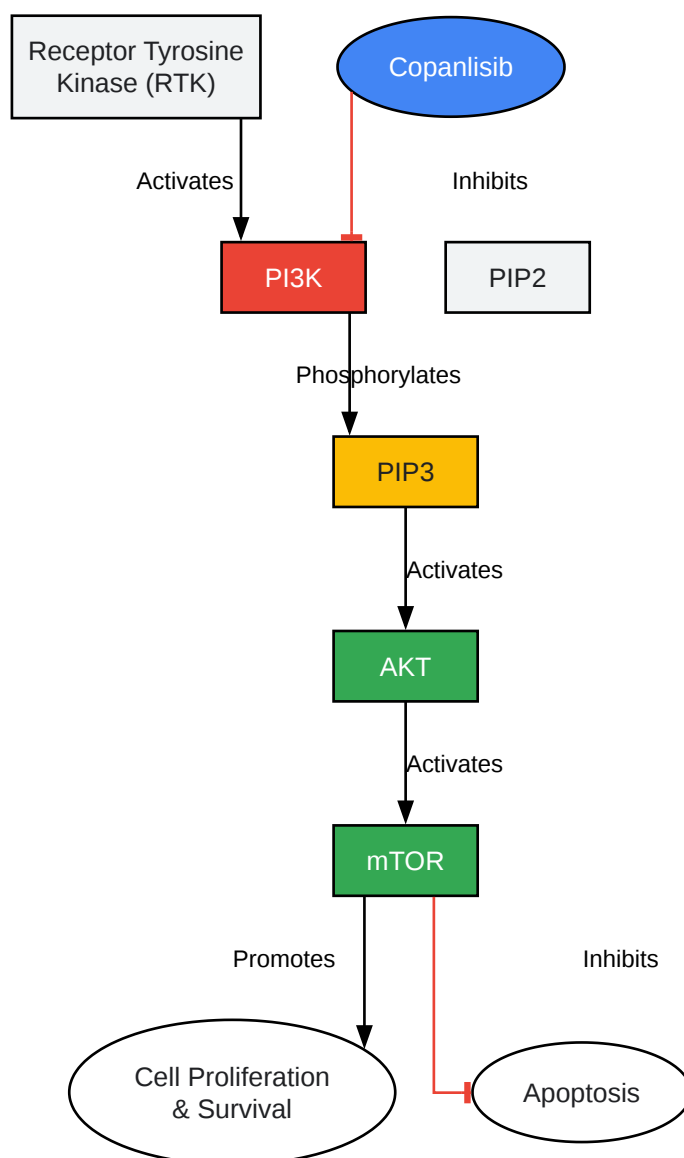 Receptor Tyrosine
Kinase (RTK)
Copanlisib
Activates
Inhibits
PI3K
PIP2
Phosphorylates
PIP3
Activates
AKT
Activates
mTOR
Promotes
Inhibits
Cell Proliferation
& Survival
Apoptosis